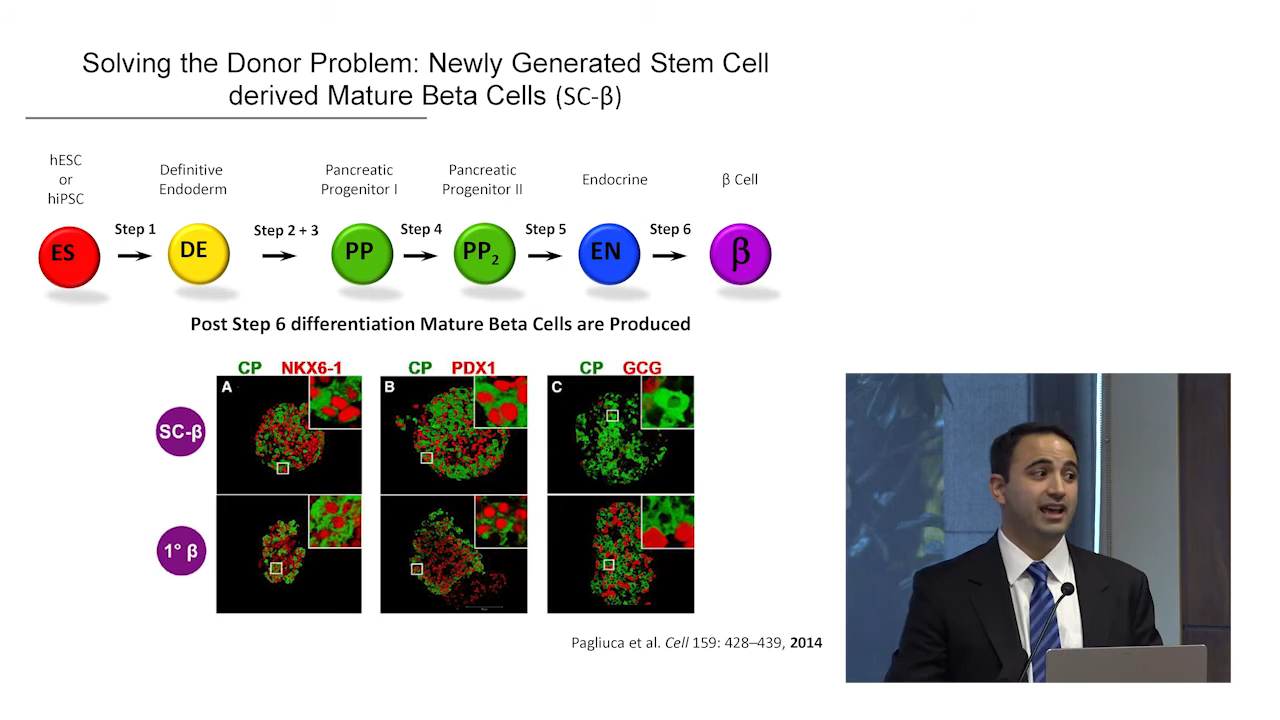 Solving the Donor Problem: Newly Generated Stem Cell
derived Mature Beta Cells (SC-β)
hESC
or
hiPSC
Definitive
Endoderm
Pancreatic
Progenitor I
Pancreatic
Progenitor II
Endocrine
β Cell
Step 1
Step 2 + 3
Step 4
Step 5
Step 6
ES
DE
PP
PP2
EN
β
Post Step 6 differentiation Mature Beta Cells are Produced
CP NKX6-1
CP PDX1
CP GCG
A
B
C
SC-β
1° β
Pagliuca et al. Cell 159: 428–439, 2014